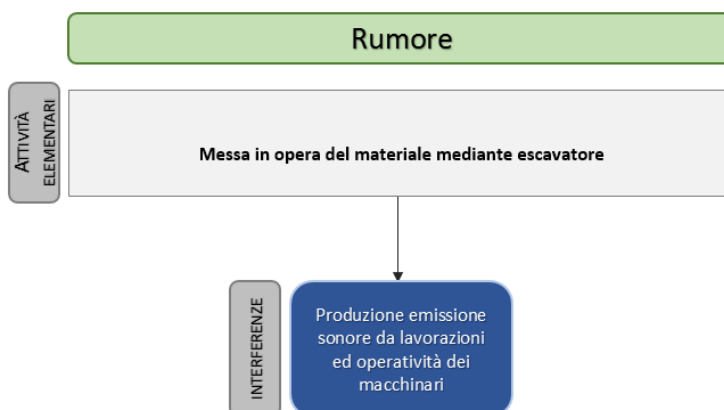 Rumore
ATTIVITÀ
ELEMENTARI
Messa in opera del materiale mediante escavatore
INTERFERENZE
Produzione emissione
sonore da lavorazioni
ed operatività dei
macchinari